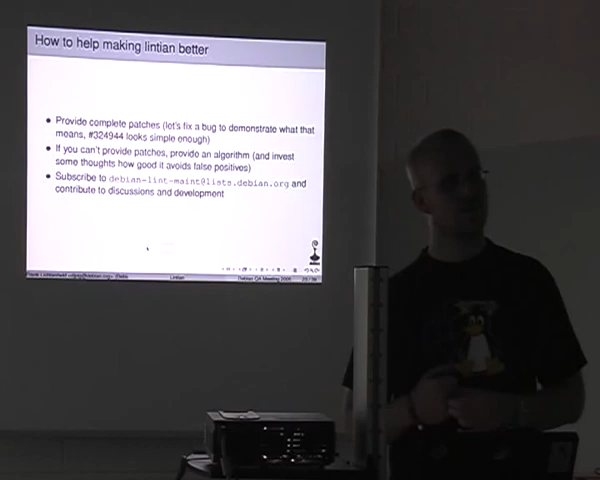 How to help making lintian better
Provide complete patches (let's fix a bug to demonstrate what that
means, #324944 looks simple enough)
If you can't provide patches, provide an algorithm (and invest
some thoughts how good it avoids false positives)
Subscribe to debian-lint-maint@lists.debian.org and
contribute to discussions and development
Lintian
Debian QA Meeting 2005